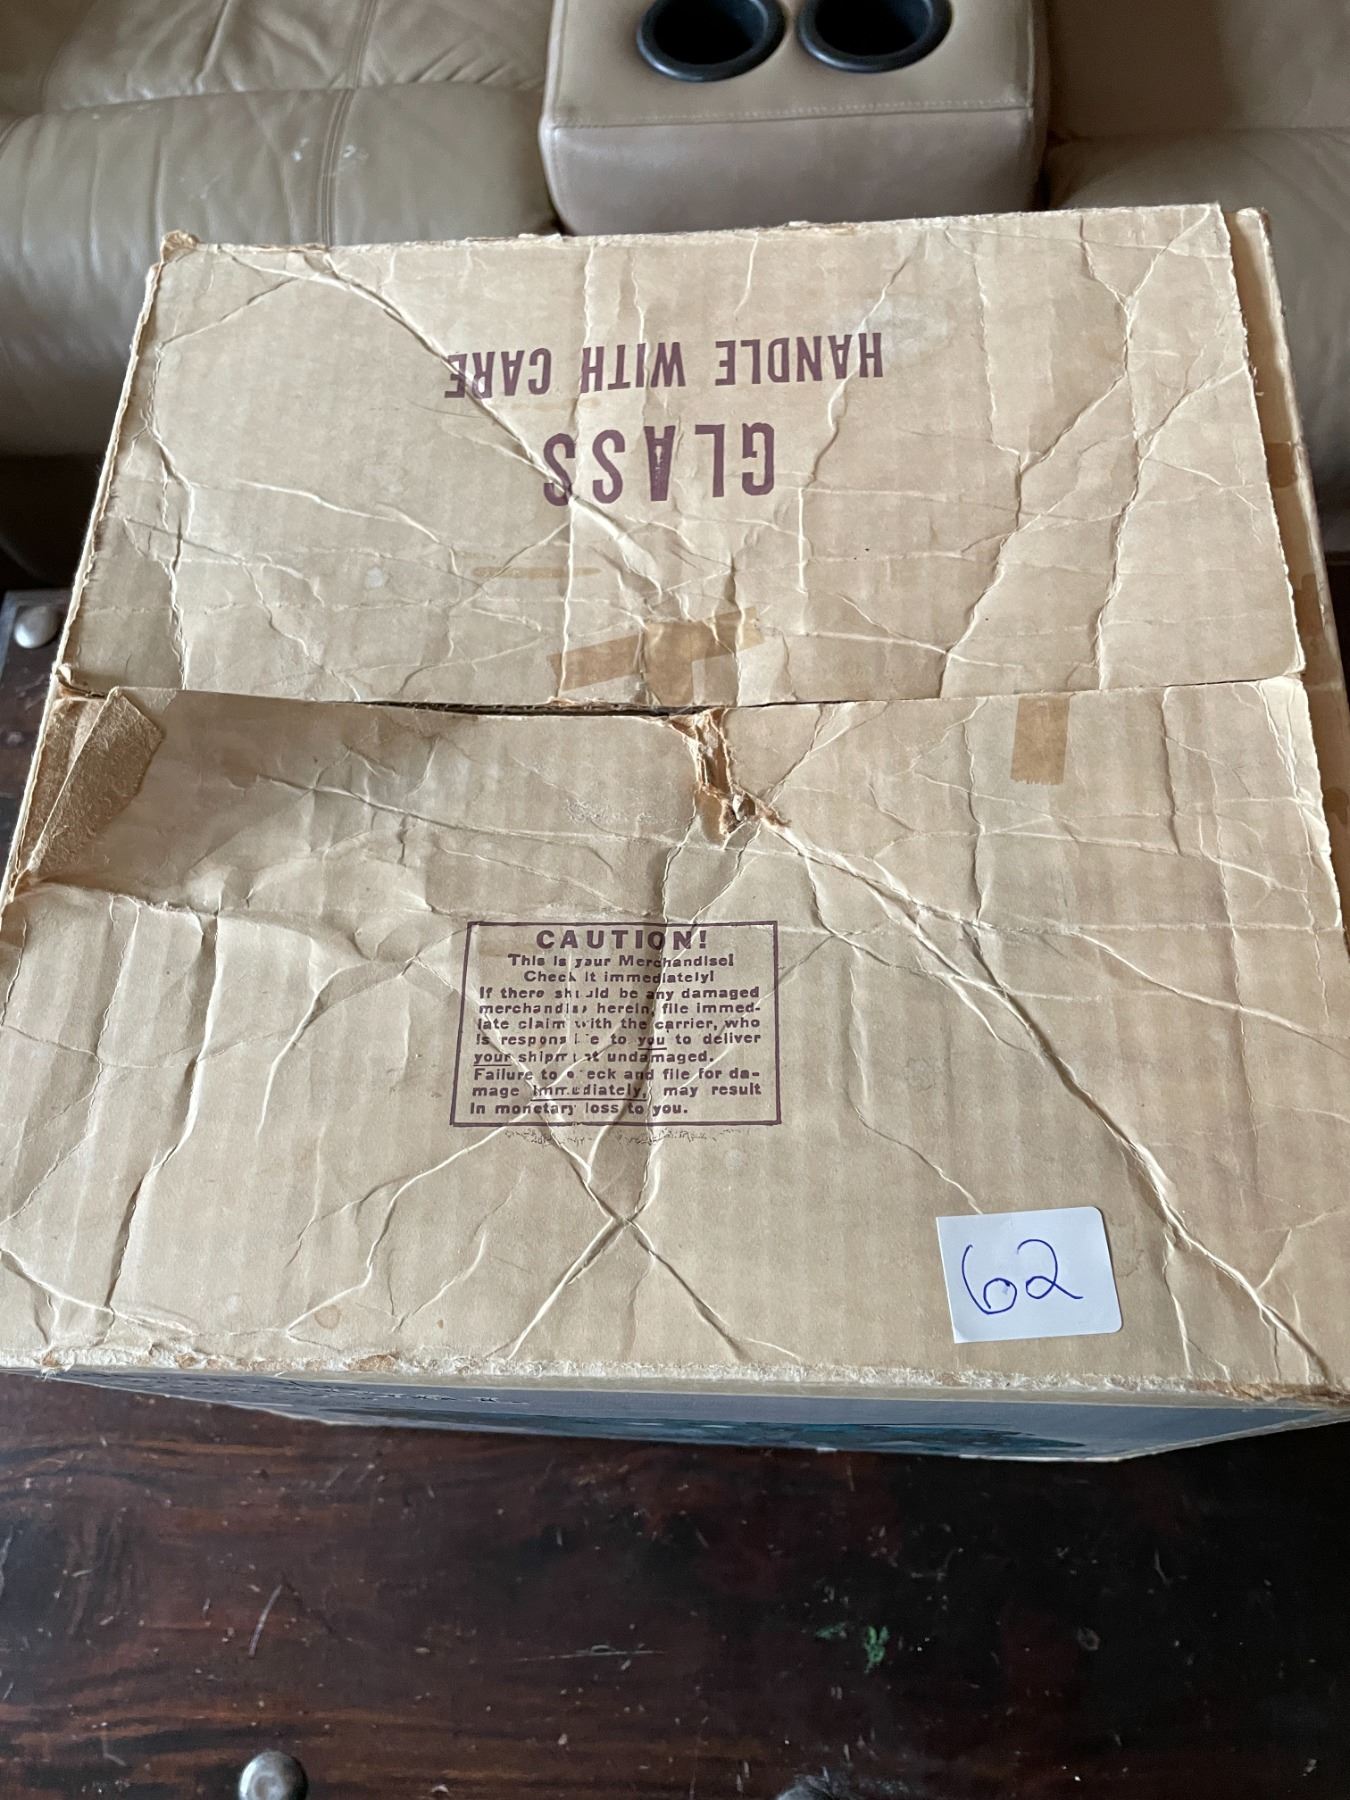 GLASS
HANDLE WITH CARE
CAUTION!
This is your Merchandise!
Check it immediately!
If there should be any damaged
merchandise herein, file immed-
iate claim with the carrier, who
is responsible to you to deliver
your shipment undamaged.
Failure to check and file for da-
mage immediately, may result
in monetary loss to you.
62